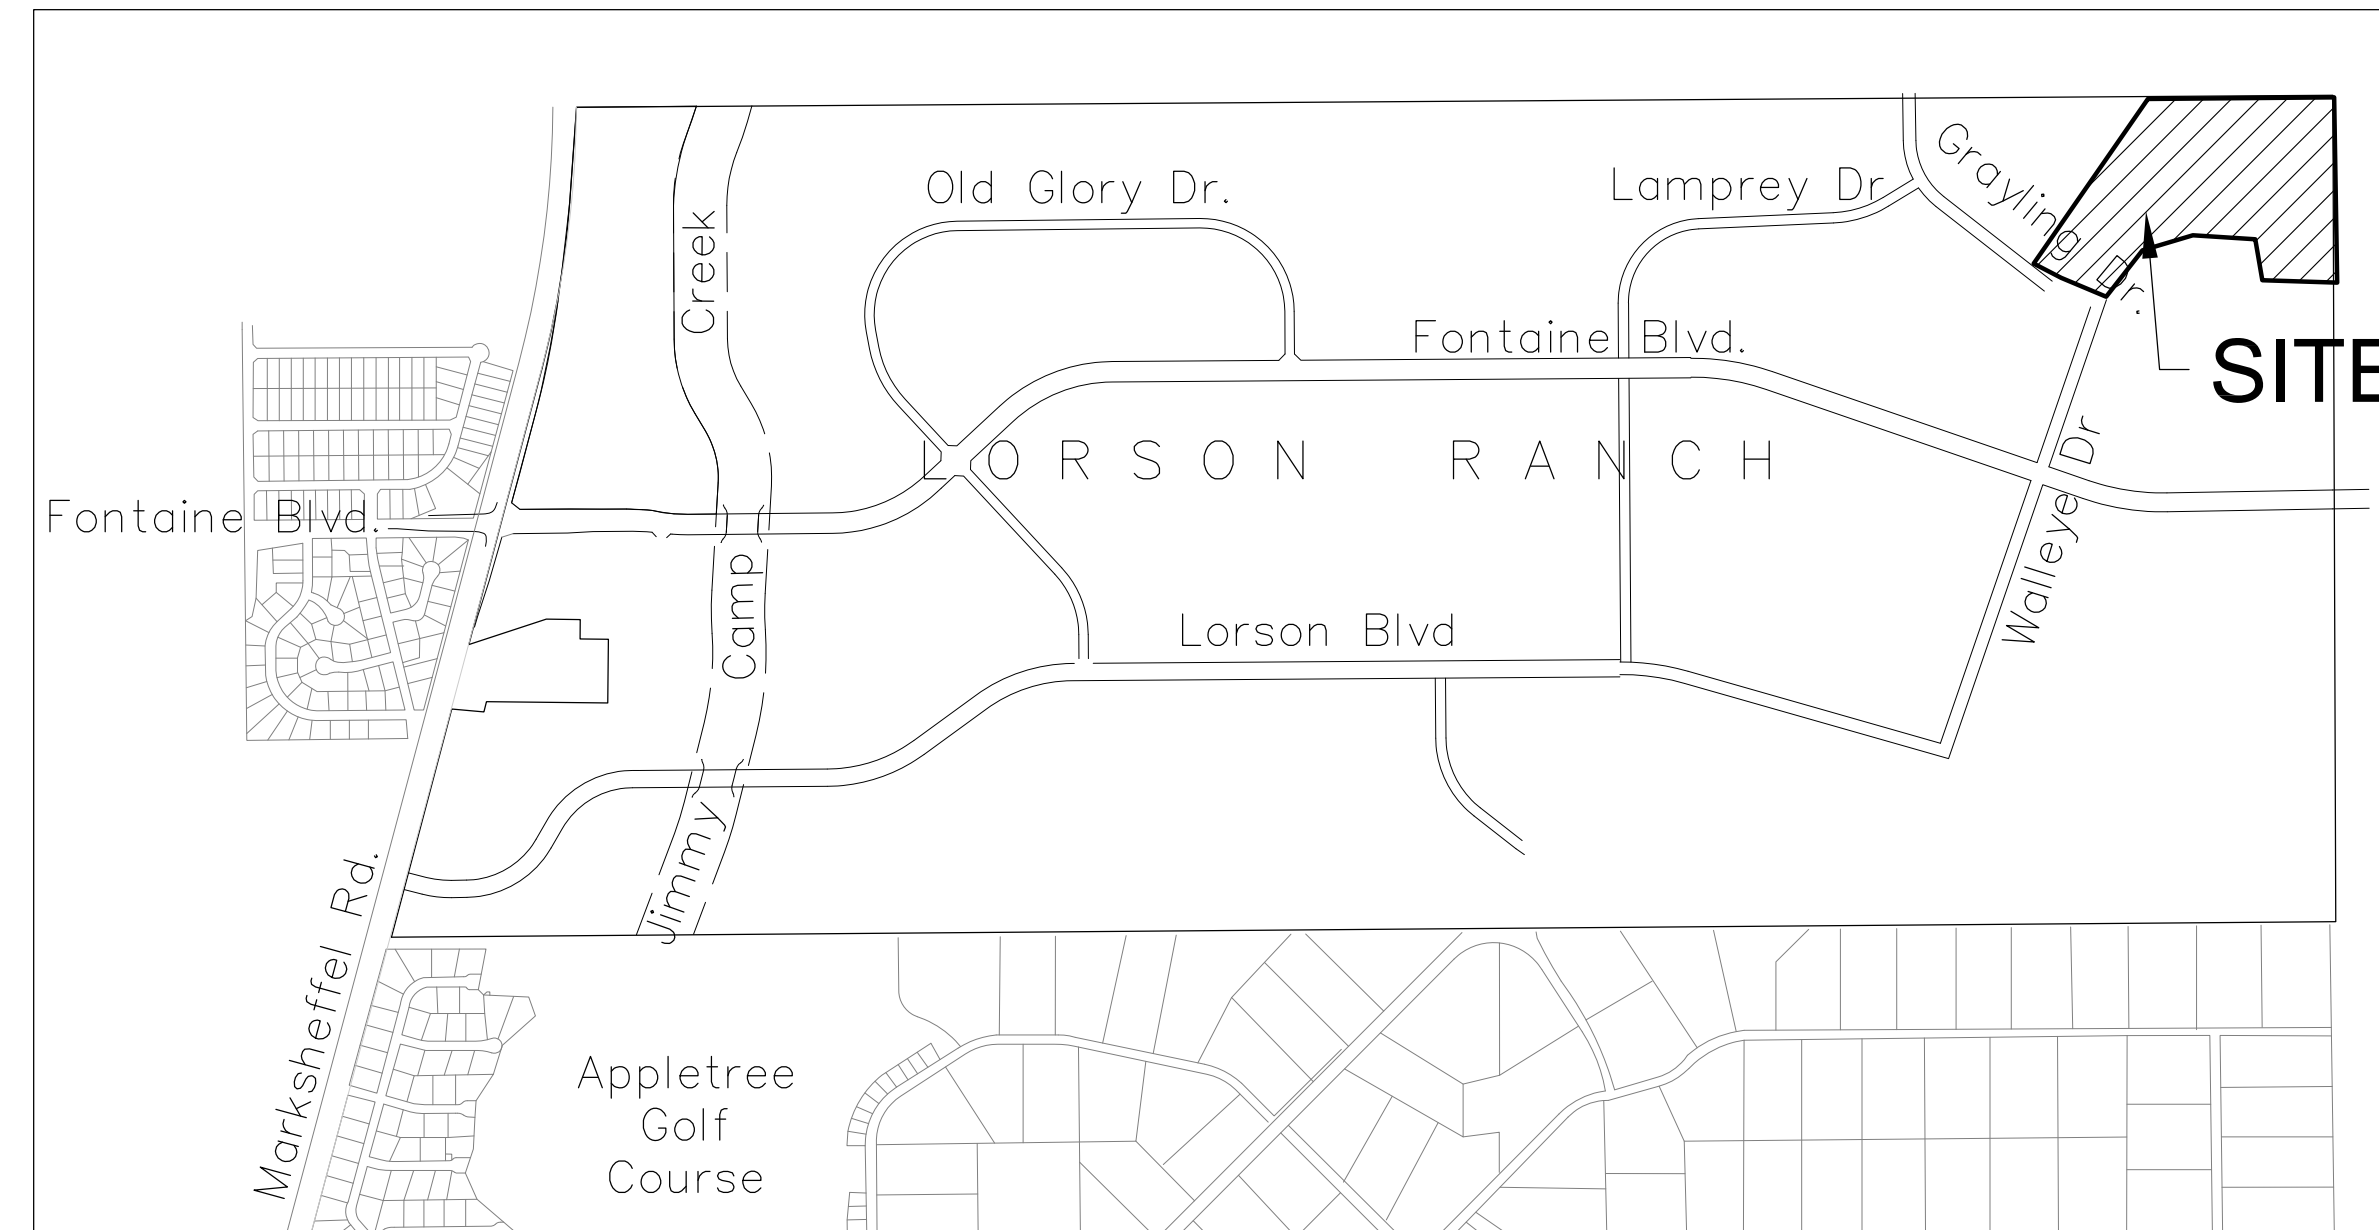 Old Glory Dr.
Lamprey Dr
Grayling Dr.
Creek
Fontaine Blvd.
SITE
LORSON RANCH
Fontaine Blvd.
Walleye Dr
Camp
Lorson Blvd
Jimmy
Marksheffel Rd.
Appletree
Golf
Course